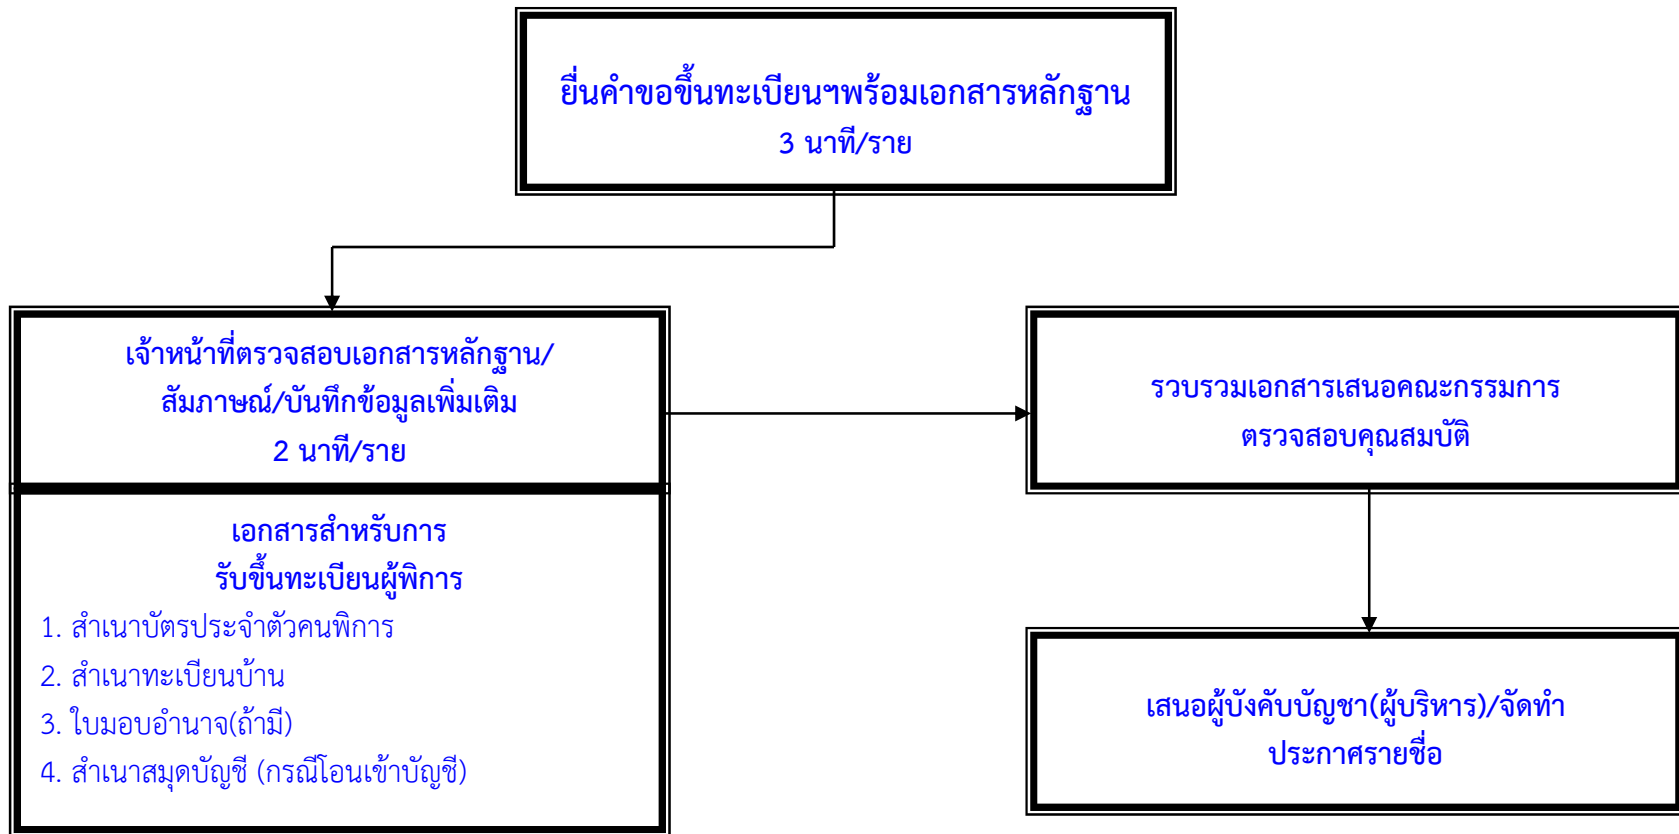 ยื่นคำขอขึ้นทะเบียนฯพร้อมเอกสารหลักฐาน
3 นาที/ราย
เจ้าหน้าที่ตรวจสอบเอกสารหลักฐาน/
สัมภาษณ์/บันทึกข้อมูลเพิ่มเติม
2 นาที/ราย
เอกสารสำหรับการ
รับขึ้นทะเบียนผู้พิการ
1. สำเนาบัตรประจำตัวคนพิการ
2. สำเนาทะเบียนบ้าน
3. ใบมอบอำนาจ(ถ้ามี)
4. สำเนาสมุดบัญชี (กรณีโอนเข้าบัญชี)
รวบรวมเอกสารเสนอคณะกรรมการ
ตรวจสอบคุณสมบัติ
เสนอผู้บังคับบัญชา(ผู้บริหาร)/จัดทำ
ประกาศรายชื่อ